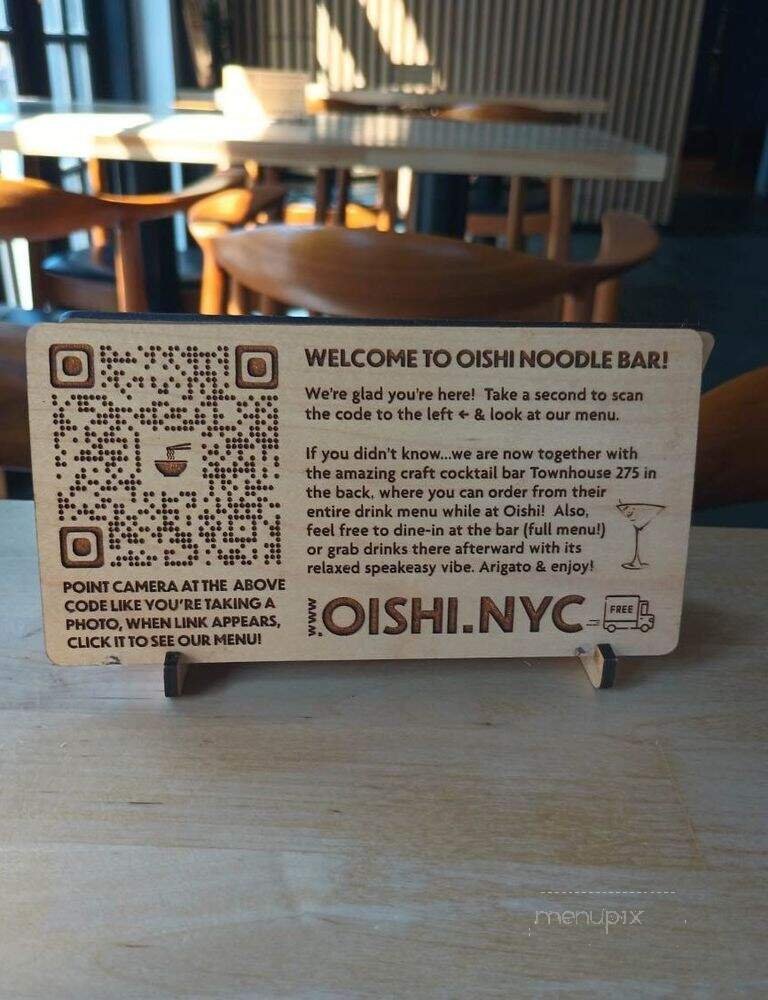 WELCOME TO OISHI NOODLE BAR!
We're glad you're here! Take a second to scan
the code to the left ← & look at our menu.
If you didn't know...we are now together with
the amazing craft cocktail bar Townhouse 275 in
the back, where you can order from their
entire drink menu while at Oishi! Also,
feel free to dine-in at the bar (full menu!)
or grab drinks there afterward with its
relaxed speakeasy vibe. Arigato & enjoy!
www.OISHI.NYC
FREE
POINT CAMERA AT THE ABOVE
CODE LIKE YOU'RE TAKING A
PHOTO, WHEN LINK APPEARS,
CLICK IT TO SEE OUR MENU!
menupix